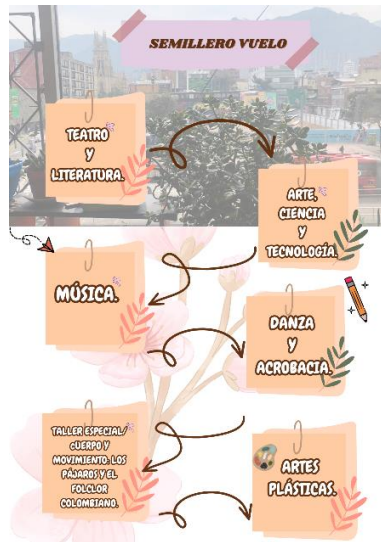 SEMILLERO VUELO
TEATRO
Y
LITERATURA.
ARTE,
CIENCIA
Y
TECNOLOGÍA.
MÚSICA.
DANZA
Y
ACROBACIA.
TALLER ESPECIAL/
CUERPO Y
MOVIMIENTO: LOS
PÁJAROS Y EL
FOLCLOR
COLOMBIANO.
ARTES
PLÁSTICAS.